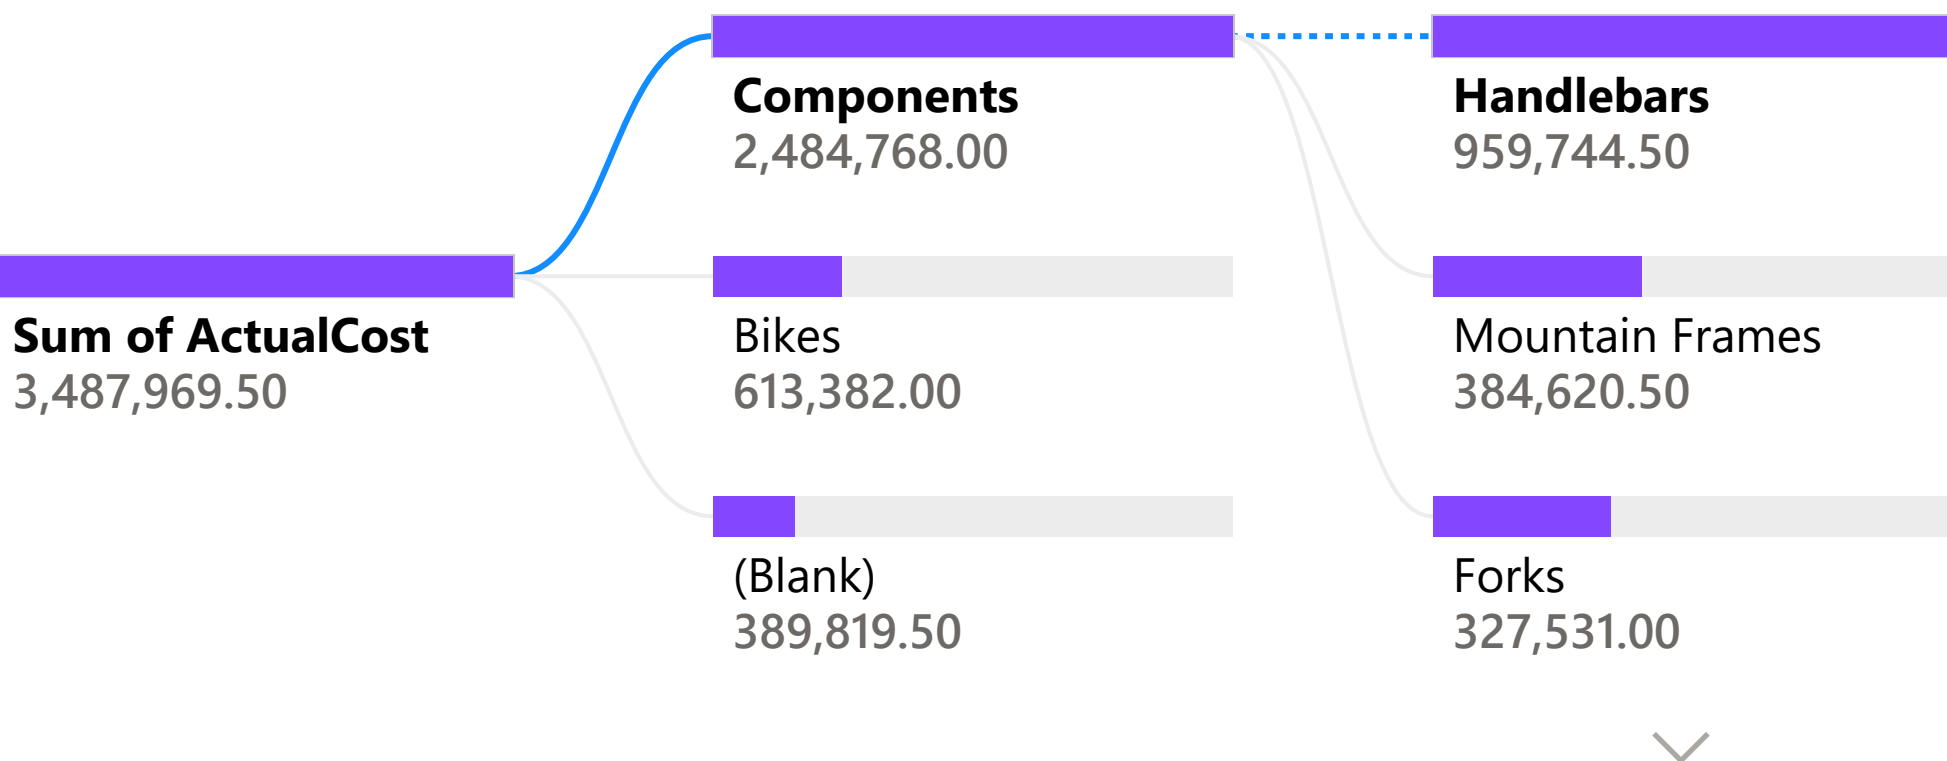 Sum of ActualCost
3,487,969.50
Components
2,484,768.00
Bikes
613,382.00
(Blank)
389,819.50
Handlebars
959,744.50
Mountain Frames
384,620.50
Forks
327,531.00